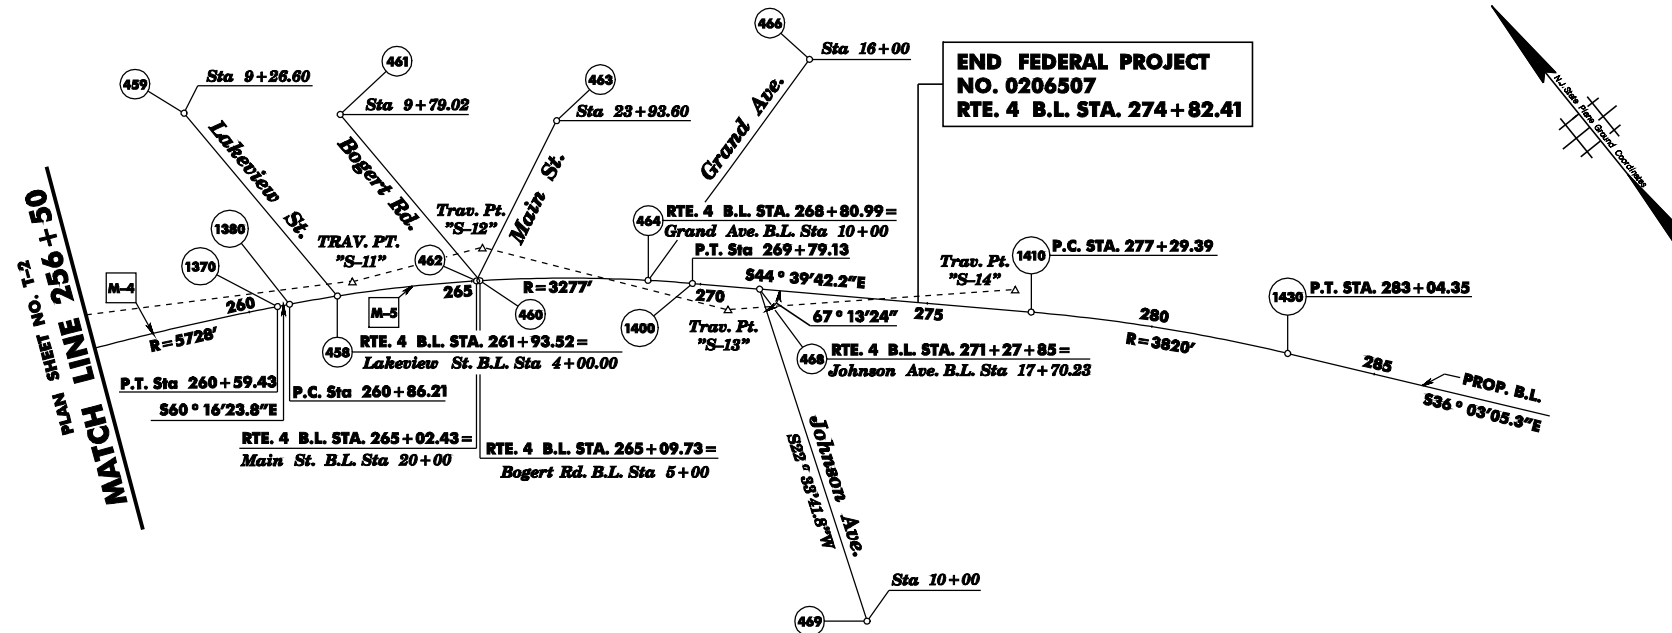 466
Sta 16+00
END FEDERAL PROJECT
NO. 0206507
RTE. 4 B.L. STA. 274+82.41
N.J. State Plane Ground Coordinates
461
459
Sta 9+26.60
463
Sta 9+79.02
Sta 23+93.60
Grand Ave.
Lakeview St.
Bogert Rd.
Main St.
PLAN SHEET NO. T-2
MATCH LINE 256+50
1380
1370
TRAV. PT.
"S-11"
Trav. Pt.
"S-12"
462
464
RTE. 4 B.L. STA. 268+80.99=
Grand Ave. B.L. Sta 10+00
P.T. Sta 269+79.13
S44° 39'42.2"E
Trav. Pt.
"S-14"
1410
P.C. STA. 277+29.39
1430
P.T. STA. 283+04.35
M-4
260
M-5
265
R=3277'
270
275
280
285
R=5728'
460
1400
Trav. Pt.
"S-13"
67° 13'24"
R=3820'
PROP. B.L.
S36° 03'05.3"E
458
RTE. 4 B.L. STA. 261+93.52=
Lakeview St. B.L. Sta 4+00.00
468
RTE. 4 B.L. STA. 271+27+85=
Johnson Ave. B.L. Sta 17+70.23
P.T. Sta 260+59.43
P.C. Sta 260+86.21
S60° 16'23.8"E
RTE. 4 B.L. STA. 265+02.43=
Main St. B.L. Sta 20+00
RTE. 4 B.L. STA. 265+09.73=
Bogert Rd. B.L. Sta 5+00
Johnson Ave.
S22° 33'41.8"W
Sta 10+00
469